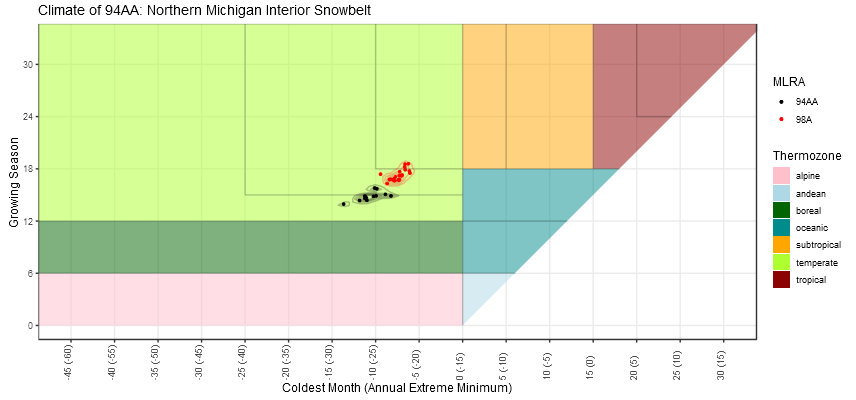 Climate of 94AA: Northern Michigan Interior Snowbelt
Growing Season
30
24
18
12
6
0
-45 (-60)
-40 (-55)
-35 (-50)
-30 (-45)
-25 (-40)
-20 (-35)
-15 (-30)
-10 (-25)
-5 (-20)
0 (-15)
5 (-10)
10 (-5)
15 (0)
20 (5)
25 (10)
30 (15)
Coldest Month (Annual Extreme Minimum)
MLRA
94AA
98A
Thermozone
alpine
andean
boreal
oceanic
subtropical
temperate
tropical